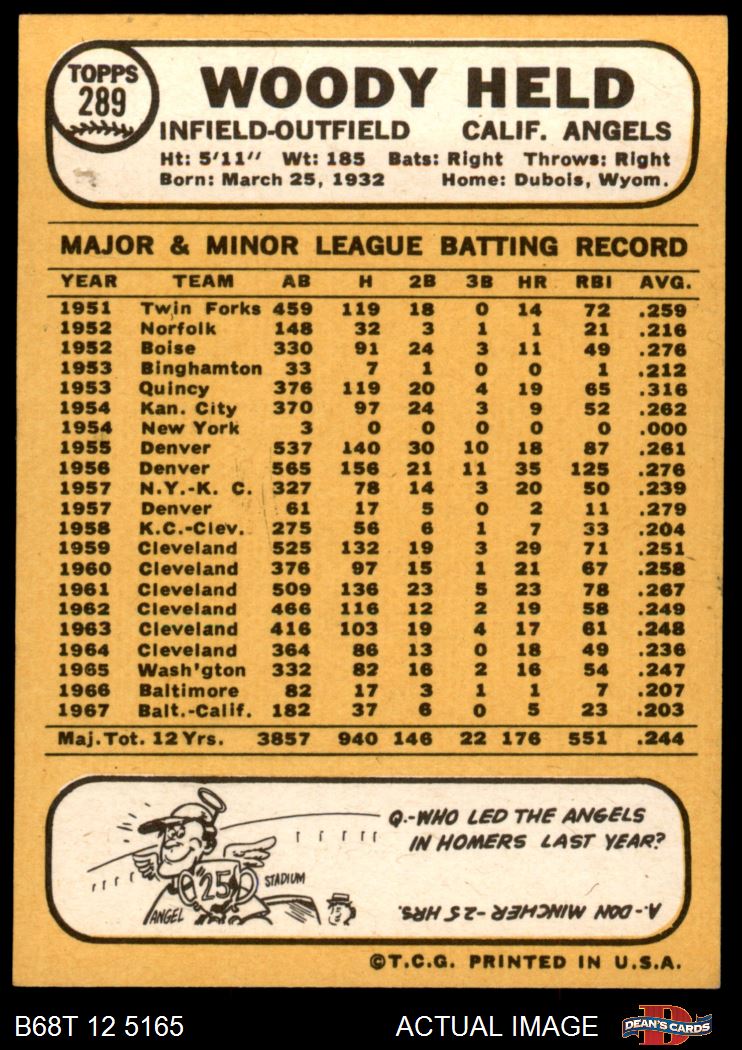 TOPPS
289
WOODY HELD
INFIELD-OUTFIELD CALIF. ANGELS
Ht: 5'11" Wt: 185 Bats: Right Throws: Right
Born: March 25, 1932 Home: Dubois, Wyom.
MAJOR & MINOR LEAGUE BATTING RECORD
YEAR TEAM AB H 2B 3B HR RBI AVG.
1951 Twin Forks 459 119 18 0 14 72 .259
1952 Norfolk 148 32 3 1 1 21 .216
1952 Boise 330 91 24 3 11 49 .276
1953 Binghamton 33 7 1 0 0 1 .212
1953 Quincy 376 119 20 4 19 65 .316
1954 Kan. City 370 97 24 3 9 52 .262
1954 New York 3 0 0 0 0 0 .000
1955 Denver 537 140 30 10 18 87 .261
1956 Denver 565 156 21 11 35 125 .276
1957 N.Y.-K. C. 327 78 14 3 20 50 .239
1957 Denver 61 17 5 0 2 11 .279
1958 K.C.-Clev. 275 56 6 1 7 33 .204
1959 Cleveland 525 132 19 3 29 71 .251
1960 Cleveland 376 97 15 1 21 67 .258
1961 Cleveland 509 136 23 5 23 78 .267
1962 Cleveland 466 116 12 2 19 58 .249
1963 Cleveland 416 103 19 4 17 61 .248
1964 Cleveland 364 86 13 0 18 49 .236
1965 Wash'gton 332 82 16 2 16 54 .247
1966 Baltimore 82 17 3 1 1 7 .207
1967 Balt.-Calif. 182 37 6 0 5 23 .203
Maj. Tot. 12 Yrs. 3857 940 146 22 176 551 .244
Q.-WHO LED THE ANGELS
IN HOMERS LAST YEAR?
25
STADIUM
ANGEL
A.-DON MINCHER-25 HRS.
©T.C.G. PRINTED IN U.S.A.
B68T 12 5165 ACTUAL IMAGE
D
DEAN'S CARDS